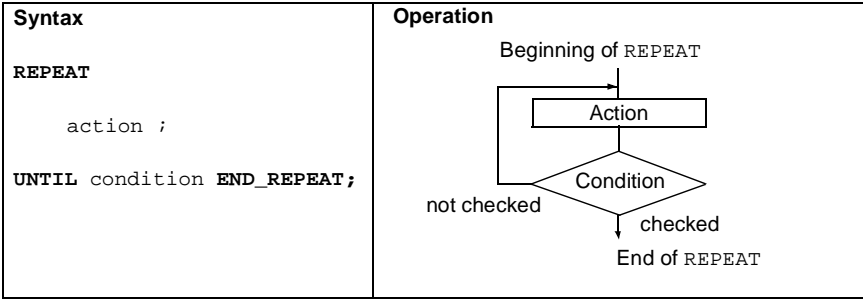 Syntax
REPEAT
action ;
UNTIL condition END_REPEAT;
Operation
Beginning of REPEAT
Action
Condition
not checked
checked
End of REPEAT